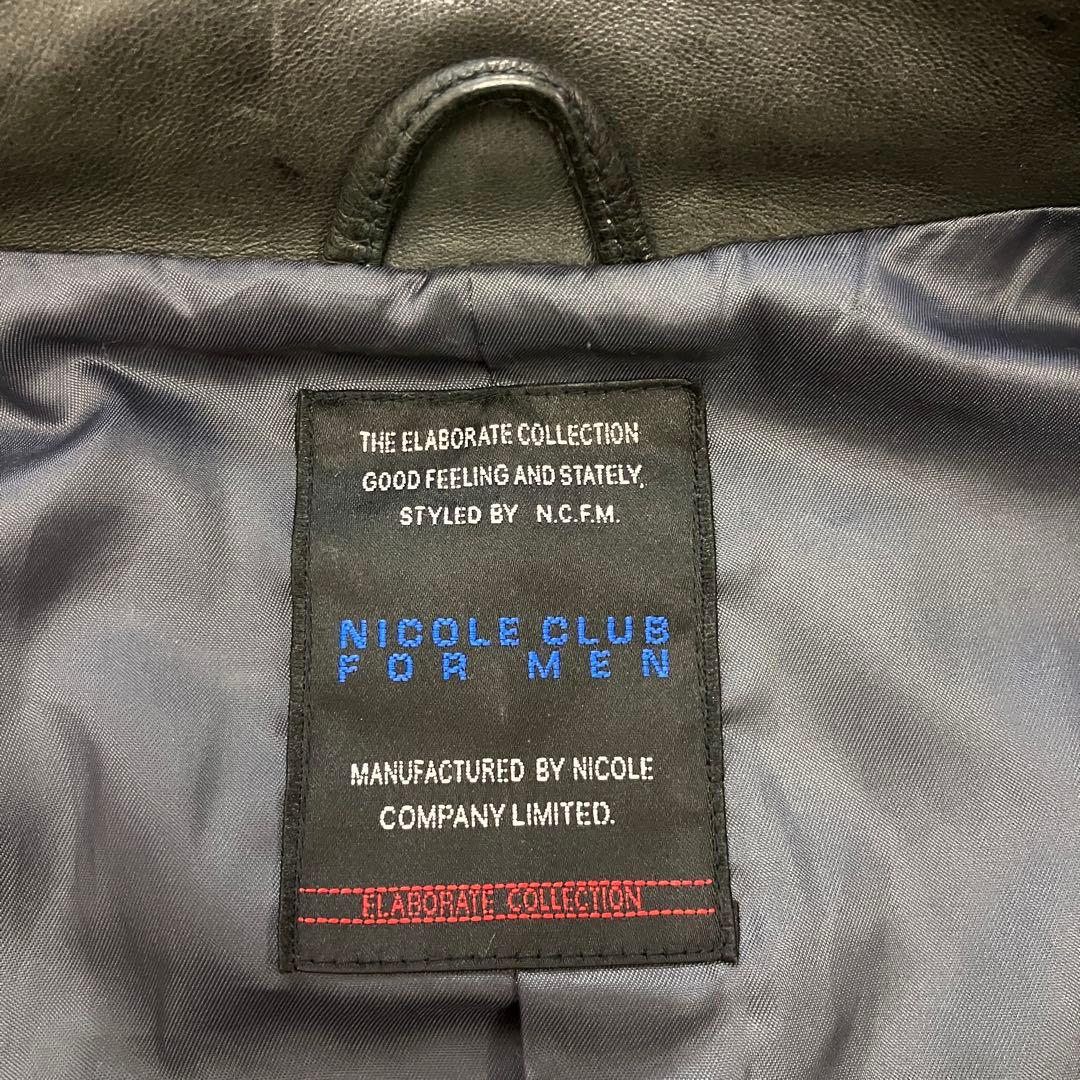 THE ELABORATE COLLECTION
GOOD FEELING AND STATELY,
STYLED BY N.C.F.M.
NICOLE CLUB
FOR MEN
MANUFACTURED BY NICOLE
COMPANY LIMITED.
ELABORATE COLLECTION